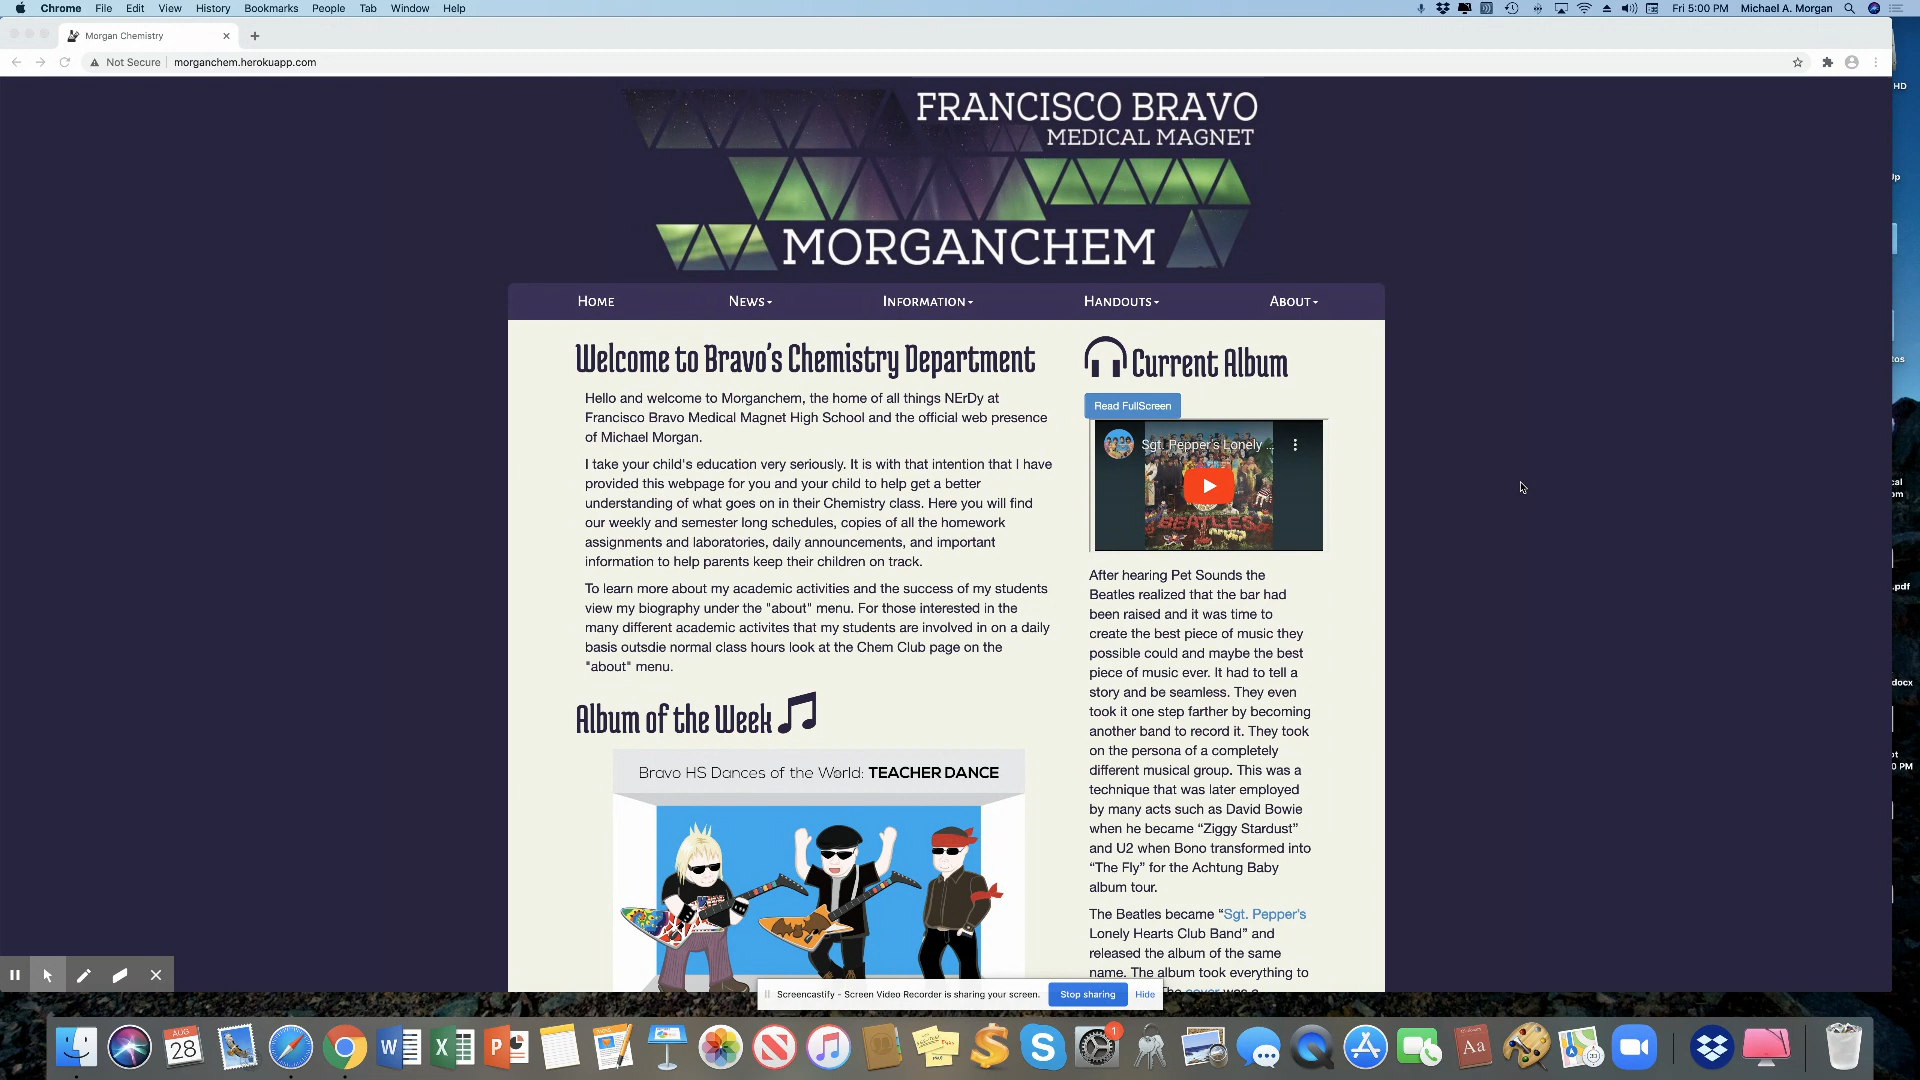 Chrome File Edit View History Bookmarks People Tab Window Help Fri 5:00 PM Michael A. Morgan
Morgan Chemistry
Not Secure morganchem.herokuapp.com
HD
FRANCISCO BRAVO
MEDICAL MAGNET
MORGANCHEM
Home News Information Handouts About
Welcome to Bravo's Chemistry Department
Hello and welcome to Morganchem, the home of all things NErDy at
Francisco Bravo Medical Magnet High School and the official web presence
of Michael Morgan.
I take your child's education very seriously. It is with that intention that I have
provided this webpage for you and your child to help get a better
understanding of what goes on in their Chemistry class. Here you will find
our weekly and semester long schedules, copies of all the homework
assignments and laboratories, daily announcements, and important
information to help parents keep their children on track.
To learn more about my academic activities and the success of my students
view my biography under the "about" menu. For those interested in the
many different academic activites that my students are involved in on a daily
basis outsdie normal class hours look at the Chem Club page on the
"about" menu.
Album of the Week
Bravo HS Dances of the World: TEACHER DANCE
Current Album
Read FullScreen
Sgt. Pepper's Lonely ...
BEATLES
After hearing Pet Sounds the
Beatles realized that the bar had
been raised and it was time to
create the best piece of music they
possible could and maybe the best
piece of music ever. It had to tell a
story and be seamless. They even
took it one step farther by becoming
another band to record it. They took
on the persona of a completely
different musical group. This was a
technique that was later employed
by many acts such as David Bowie
when he became “Ziggy Stardust”
and U2 when Bono transformed into
“The Fly” for the Achtung Baby
album tour.
The Beatles became “Sgt. Pepper's
Lonely Hearts Club Band” and
released the album of the same
name. The album took everything to
.pdf
docx
0 PM
Screencastify - Screen Video Recorder is sharing your screen. Stop sharing Hide
AUG
28
W X P
S
1
Aa